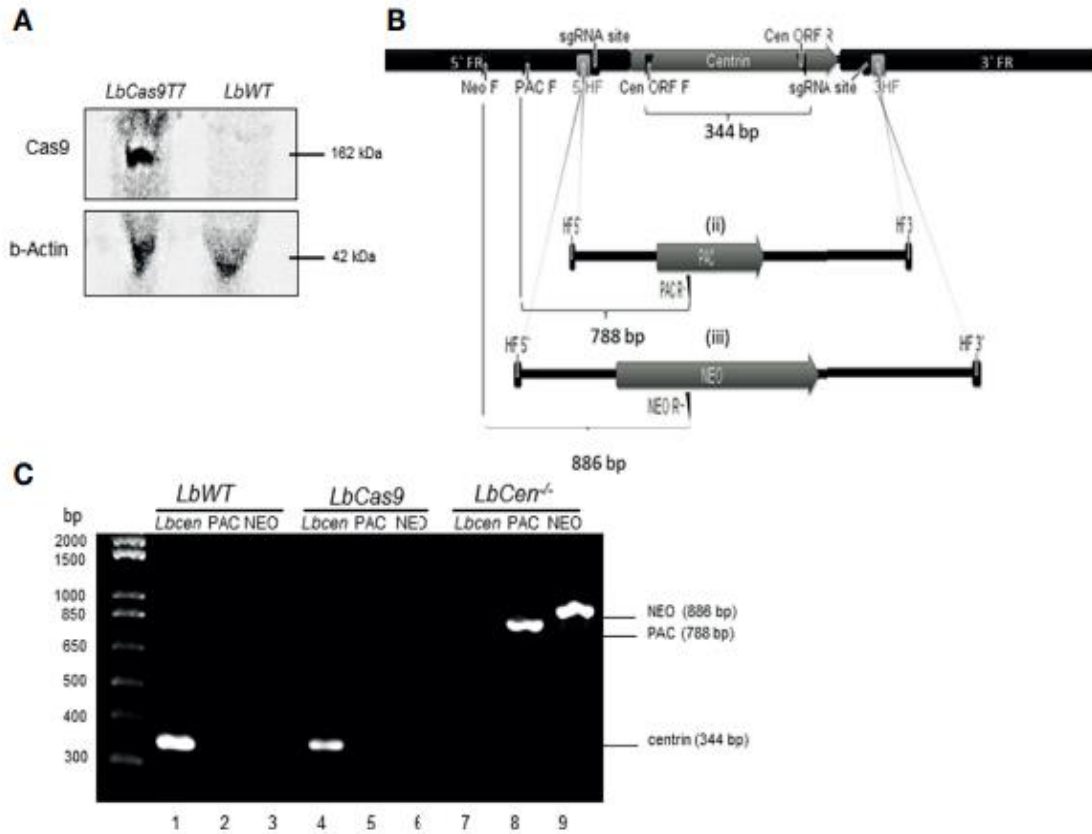 A
LbCas9T7 LbWT
Cas9
162 kDa
b-Actin
42 kDa
B
sgRNA site
Cen ORF R
5` FR
Centrin
3` FR
Neo F
PAC F
5`HF
Cen ORF F
sgRNA site
3HF
344 bp
(ii)
HF5
HF3
PAC
PAC R
788 bp
(iii)
HF5'
HF3'
NEO
NEO R
886 bp
C
LbWT LbCas9 LbCen-/-
bp
Lbcen PAC NEO Lbcen PAC NEO Lbcen PAC NEO
2000
1500
1000
850
650
500
400
300
NEO (886 bp)
PAC (788 bp)
centrin (344 bp)
1 2 3 4 5 6 7 8 9